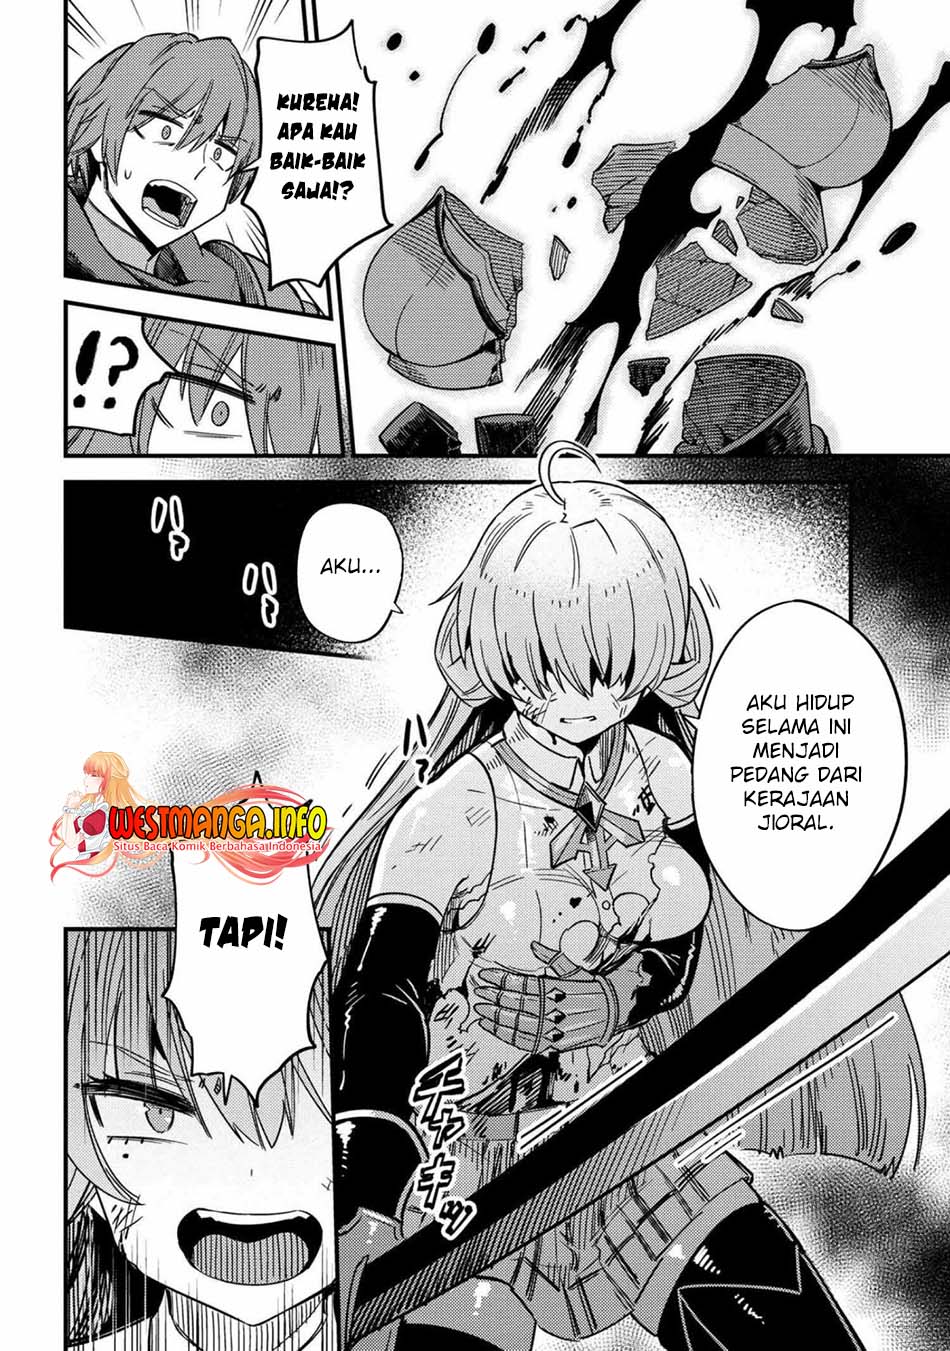 KUREHA!
APA KAU
BAIK-BAIK
SAJA!?
!?
AKU...
AKU HIDUP
SELAMA INI
MENJADI
PEDANG DARI
KERAJAAN
JIORAL.
WESTMANGA.INFO
Situs Baca Komik Berbahasa Indonesia
TAPI!